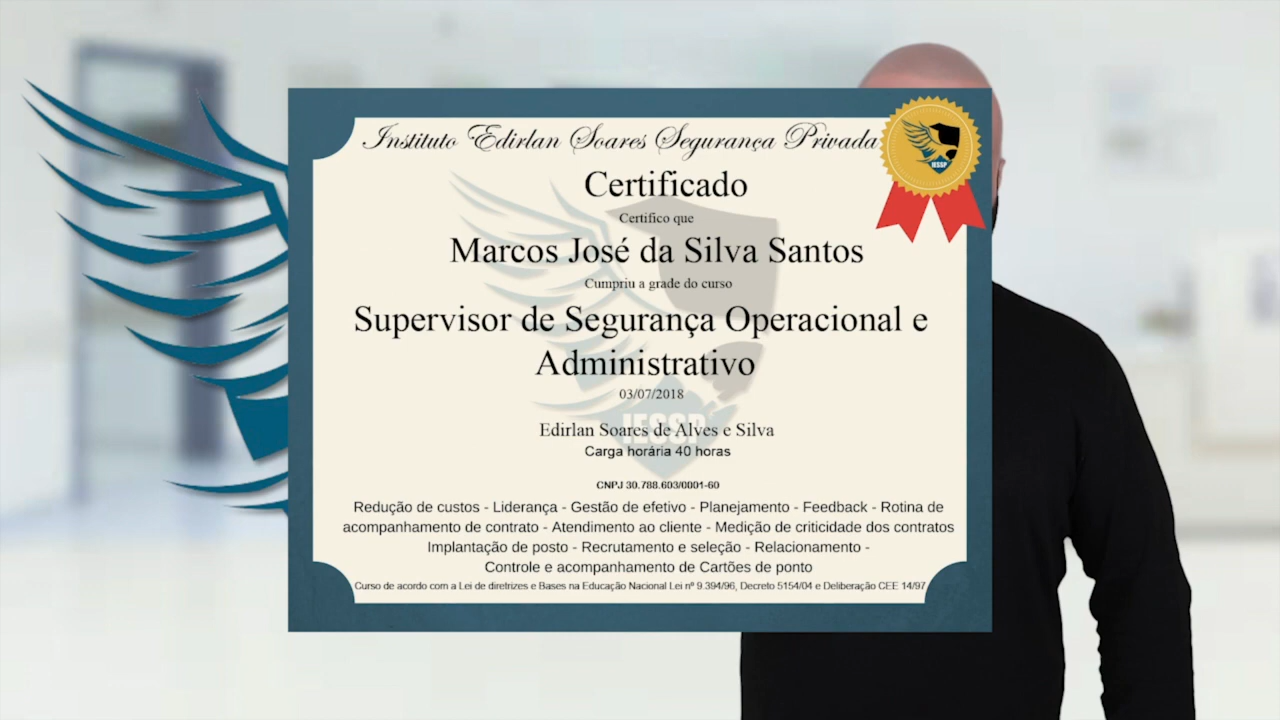 Instituto Edirlan Soares Segurança Privada
IESSP
Certificado
Certifico que
Marcos José da Silva Santos
Cumpriu a grade do curso
Supervisor de Segurança Operacional e
Administrativo
03/07/2018
IESSP
Edirlan Soares de Alves e Silva
Carga horária 40 horas
CNPJ 30.788.603/0001-60
Redução de custos - Liderança - Gestão de efetivo - Planejamento - Feedback - Rotina de
acompanhamento de contrato - Atendimento ao cliente - Medição de criticidade dos contratos
Implantação de posto - Recrutamento e seleção - Relacionamento -
Controle e acompanhamento de Cartões de ponto
Curso de acordo com a Lei de diretrizes e Bases na Educação Nacional Lei nº 9.394/96, Decreto 5154/04 e Deliberação CEE 14/97